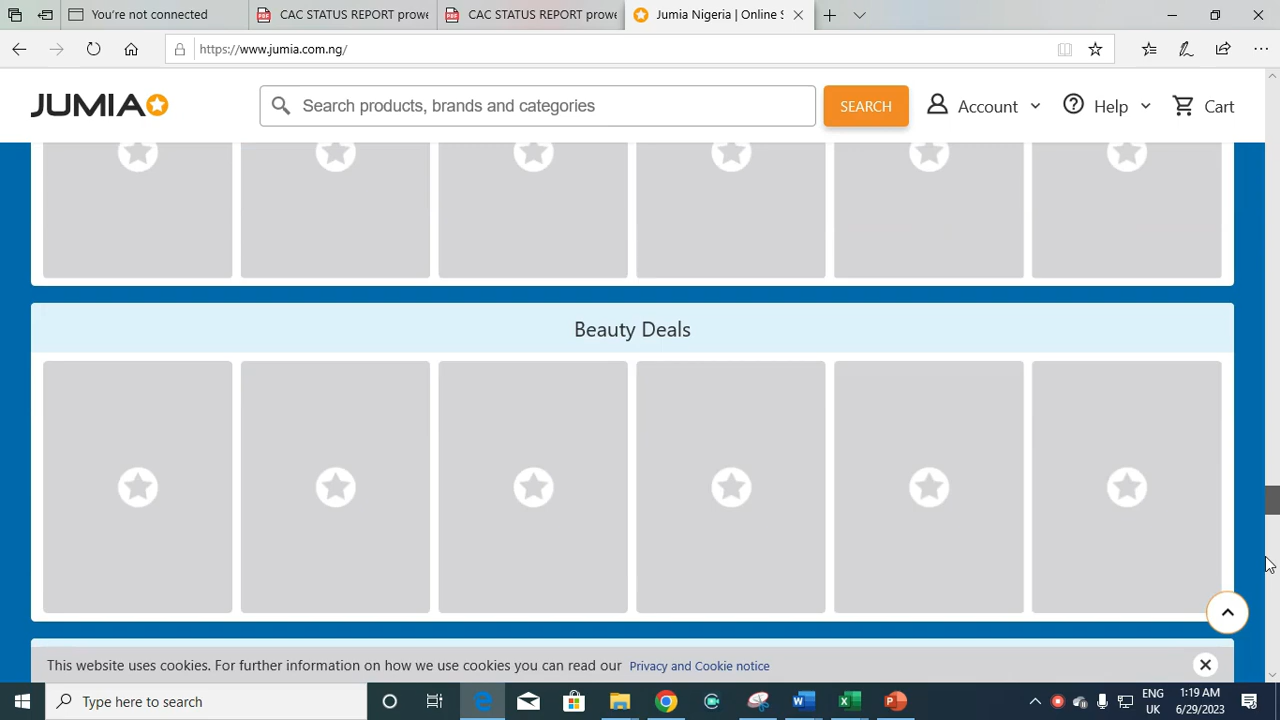 You're not connected
CAC STATUS REPORT prowe
CAC STATUS REPORT prowe
Jumia Nigeria | Online S
https://www.jumia.com.ng/
JUMIA
Search products, brands and categories
SEARCH
Account
Help
Cart
Beauty Deals
This website uses cookies. For further information on how we use cookies you can read our Privacy and Cookie notice
Type here to search
ENG
UK
1:19 AM
6/29/2023